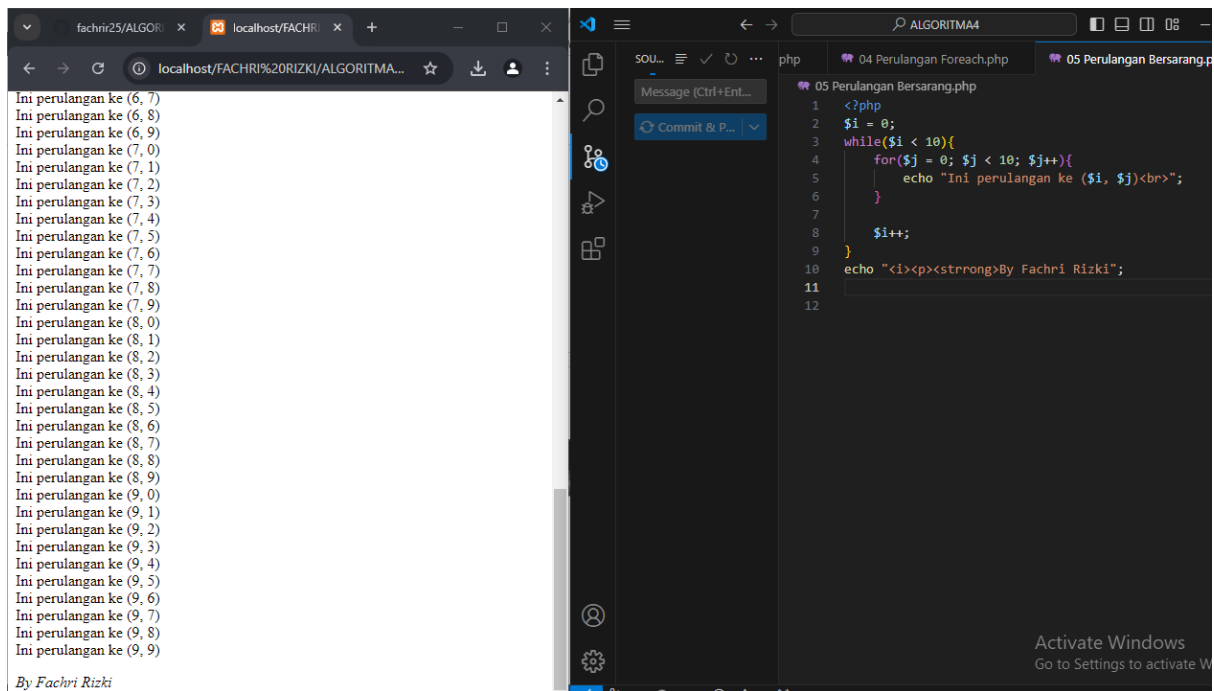 fachrir25/ALGORI
localhost/FACHRI
localhost/FACHRI%20RIZKI/ALGORITMA...
Ini perulangan ke (6, 7)
Ini perulangan ke (6, 8)
Ini perulangan ke (6, 9)
Ini perulangan ke (7, 0)
Ini perulangan ke (7, 1)
Ini perulangan ke (7, 2)
Ini perulangan ke (7, 3)
Ini perulangan ke (7, 4)
Ini perulangan ke (7, 5)
Ini perulangan ke (7, 6)
Ini perulangan ke (7, 7)
Ini perulangan ke (7, 8)
Ini perulangan ke (7, 9)
Ini perulangan ke (8, 0)
Ini perulangan ke (8, 1)
Ini perulangan ke (8, 2)
Ini perulangan ke (8, 3)
Ini perulangan ke (8, 4)
Ini perulangan ke (8, 5)
Ini perulangan ke (8, 6)
Ini perulangan ke (8, 7)
Ini perulangan ke (8, 8)
Ini perulangan ke (8, 9)
Ini perulangan ke (9, 0)
Ini perulangan ke (9, 1)
Ini perulangan ke (9, 2)
Ini perulangan ke (9, 3)
Ini perulangan ke (9, 4)
Ini perulangan ke (9, 5)
Ini perulangan ke (9, 6)
Ini perulangan ke (9, 7)
Ini perulangan ke (9, 8)
Ini perulangan ke (9, 9)
By Fachri Rizki
ALGORITMA4
SOU...
Message (Ctrl+Ent...
Commit & P...
php
04 Perulangan Foreach.php
05 Perulangan Bersarang.p
05 Perulangan Bersarang.php
1 <?php
2 $i = 0;
3 while($i < 10){
4 for($j = 0; $j < 10; $j++){
5 echo "Ini perulangan ke ($i, $j)<br>";
6 }
7
8 $i++;
9 }
10 echo "<i><p><strrong>By Fachri Rizki";
11
12
Activate Windows
Go to Settings to activate W